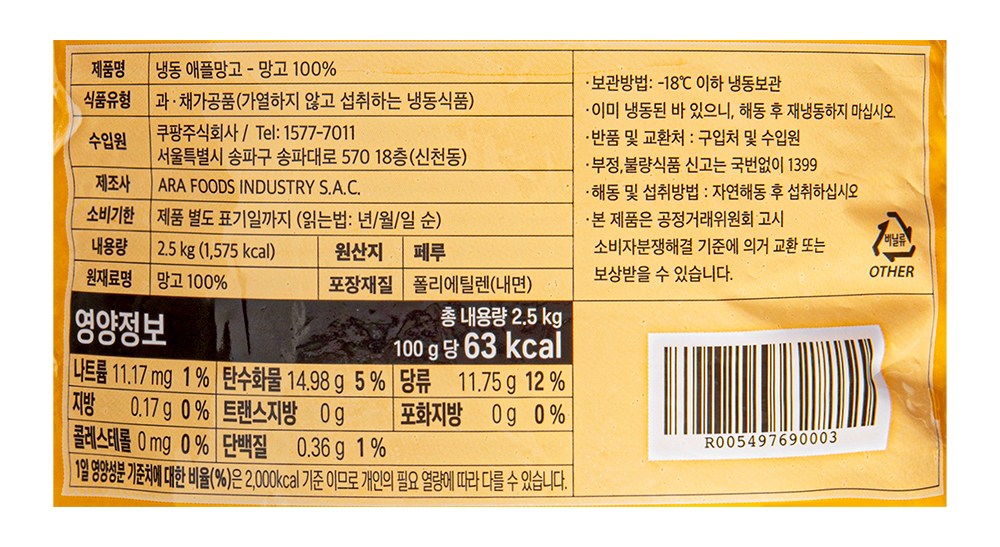 제품명 냉동 애플망고 - 망고 100%
식품유형 과·채가공품(가열하지 않고 섭취하는 냉동식품)
수입원 쿠팡주식회사 / Tel: 1577-7011
서울특별시 송파구 송파대로 570 18층(신천동)
제조사 ARA FOODS INDUSTRY S.A.C.
소비기한 제품 별도 표기일까지 (읽는법: 년/월/일 순)
내용량 2.5 kg (1,575 kcal) 원산지 페루
원재료명 망고 100% 포장재질 폴리에틸렌(내면)
영양정보
총 내용량 2.5 kg
100 g 당 63 kcal
나트륨 11.17 mg 1% 탄수화물 14.98 g 5% 당류 11.75 g 12%
지방 0.17 g 0% 트랜스지방 0 g 포화지방 0 g 0%
콜레스테롤 0 mg 0% 단백질 0.36 g 1%
1일 영양성분 기준치에 대한 비율(%)은 2,000kcal 기준 이므로 개인의 필요 열량에 따라 다를 수 있습니다.
·보관방법: -18℃ 이하 냉동보관
·이미 냉동된 바 있으니, 해동 후 재냉동하지 마십시오.
·반품 및 교환처 : 구입처 및 수입원
·부정,불량식품 신고는 국번없이 1399
·해동 및 섭취방법 : 자연해동 후 섭취하십시오
·본 제품은 공정거래위원회 고시
소비자분쟁해결 기준에 의거 교환 또는
보상받을 수 있습니다.
비닐류
OTHER
R005497690003